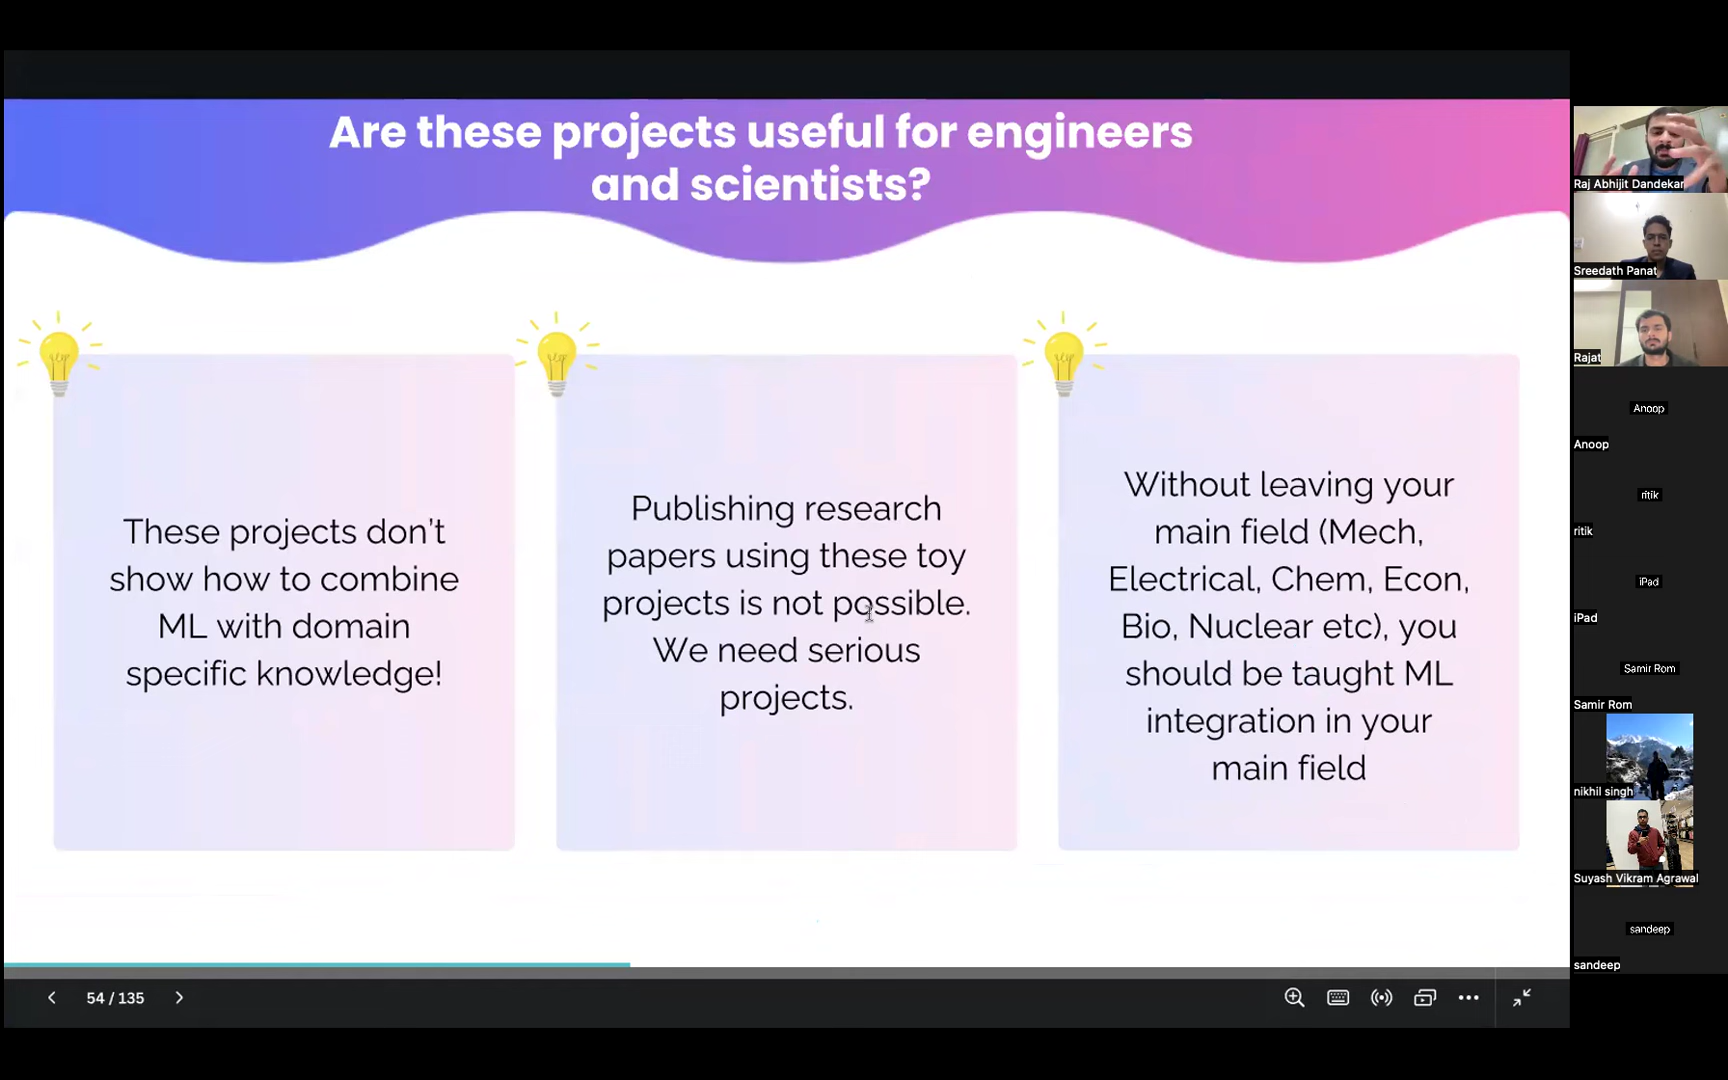 Are these projects useful for engineers
and scientists?
These projects don't
show how to combine
ML with domain
specific knowledge!
Publishing research
papers using these toy
projects is not possible.
We need serious
projects.
Without leaving your
main field (Mech,
Electrical, Chem, Econ,
Bio, Nuclear etc), you
should be taught ML
integration in your
main field
54 / 135
Raj Abhijit Dandekar
Sreedath Panat
Rajat
Anoop
Anoop
ritik
ritik
iPad
iPad
Samir Rom
Samir Rom
nikhil singh
Suyash Vikram Agrawal
sandeep
sandeep